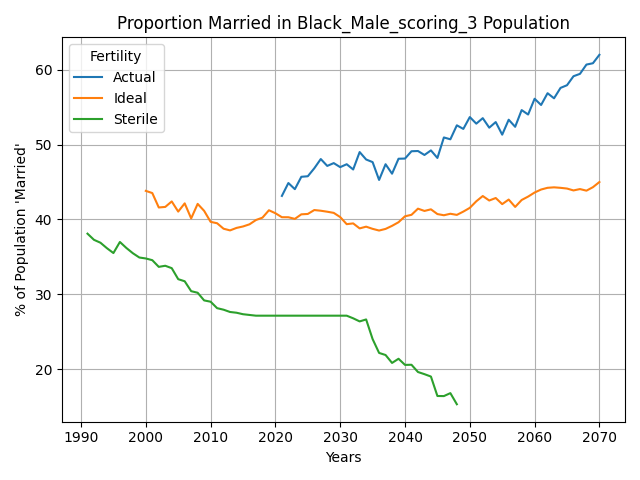 Proportion Married in Black_Male_scoring_3 Population
% of Population 'Married'
Fertility
Actual
Ideal
Sterile
60
50
40
30
20
1990 2000 2010 2020 2030 2040 2050 2060 2070
Years